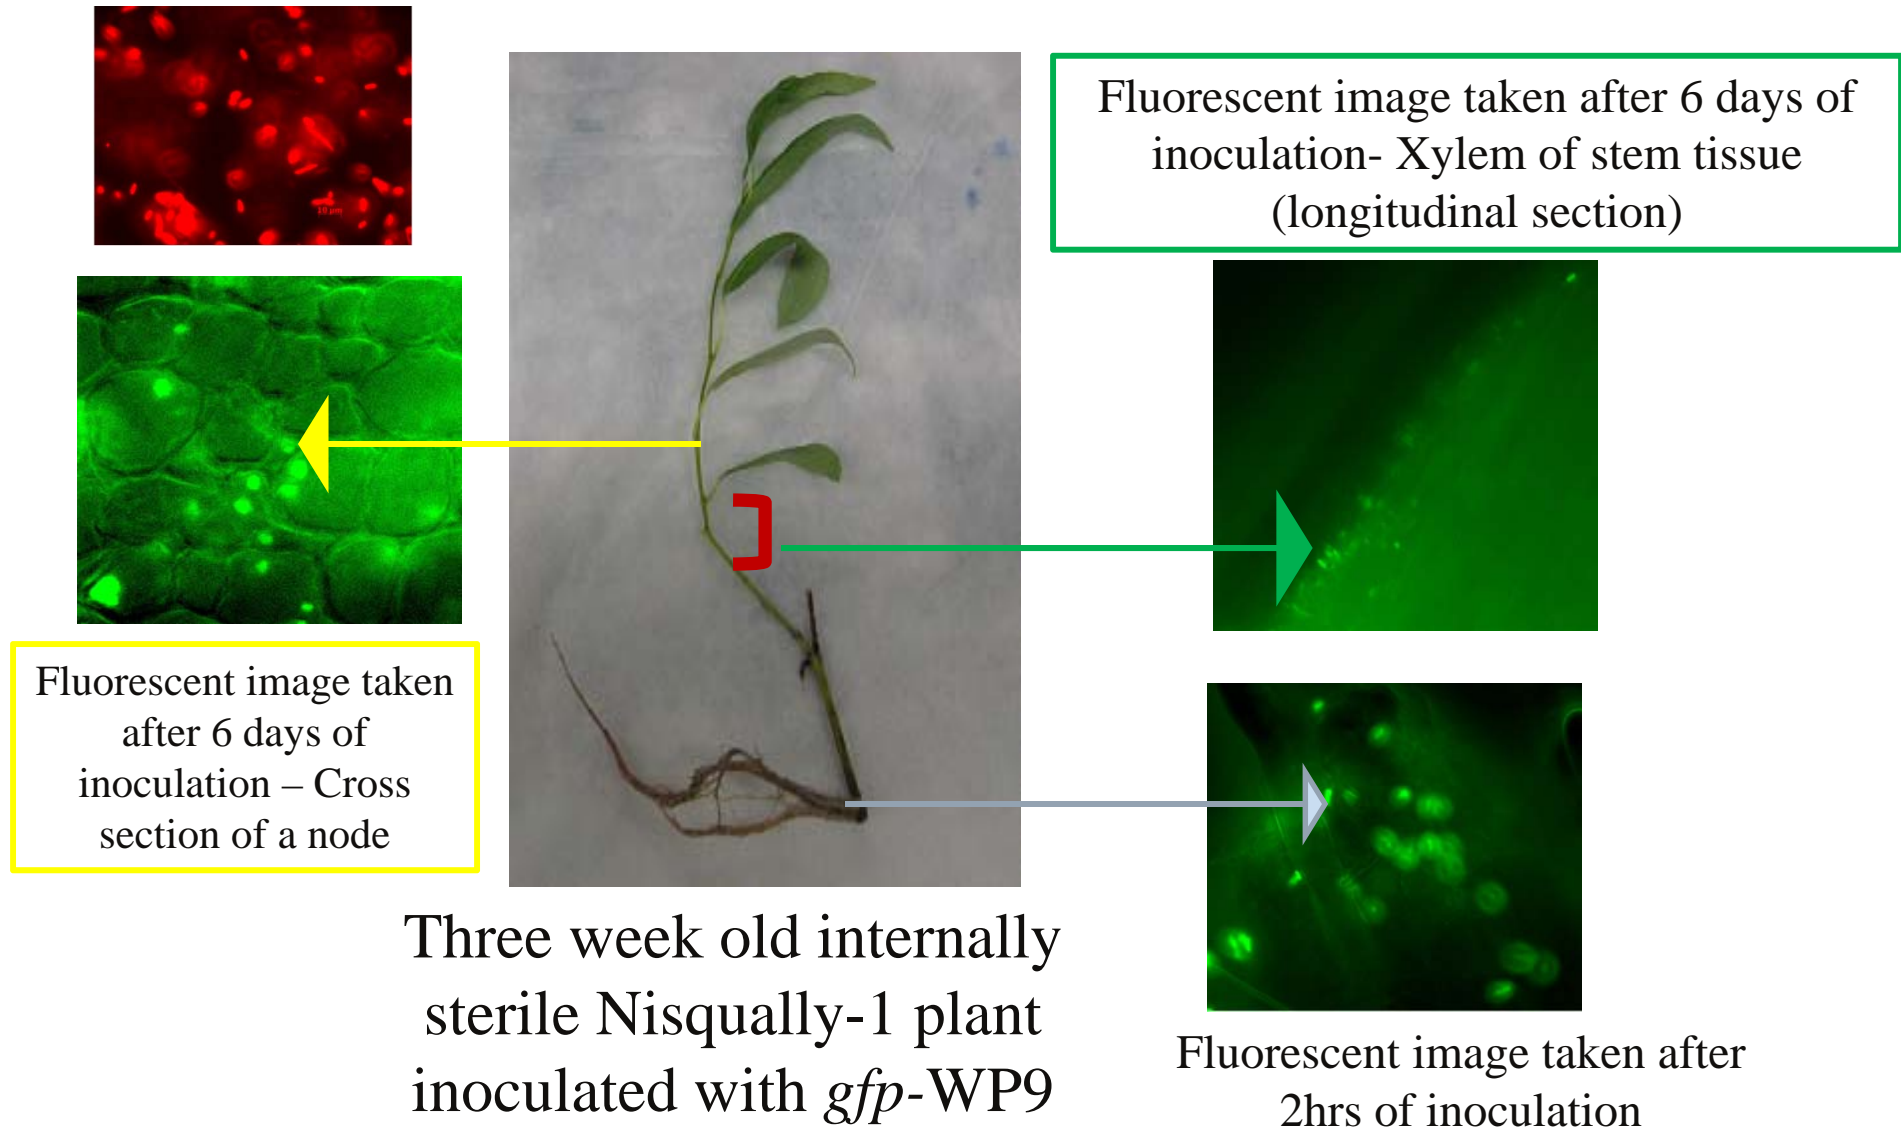 10 µm
Fluorescent image taken after 6 days of
inoculation- Xylem of stem tissue
(longitudinal section)
Fluorescent image taken
after 6 days of
inoculation – Cross
section of a node
Three week old internally
sterile Nisqually-1 plant
inoculated with gfp-WP9
Fluorescent image taken after
2hrs of inoculation